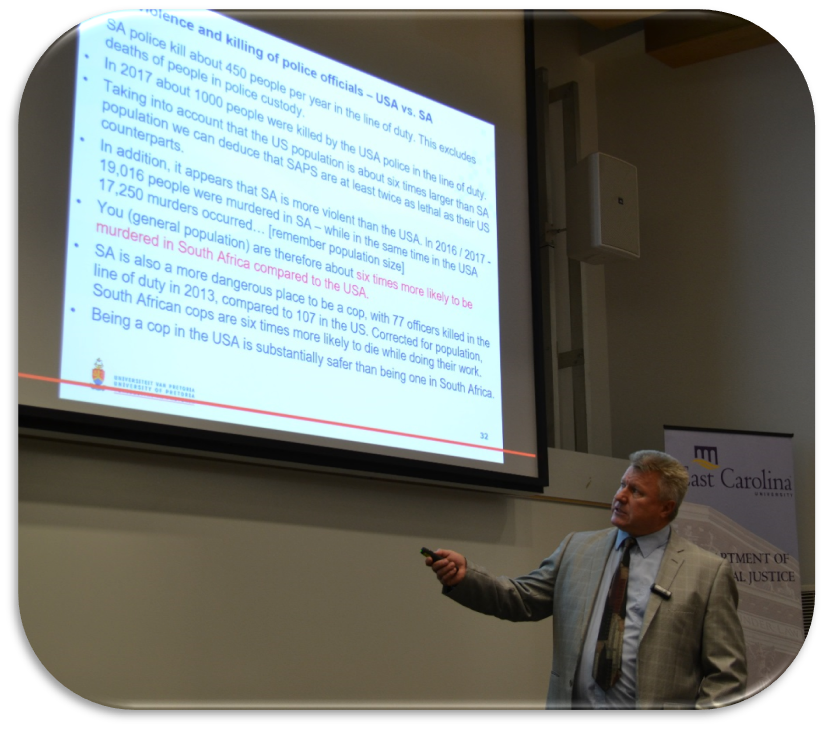 iolence and killing of police officials – USA vs. SA
SA police kill about 450 people per year in the line of duty. This excludes
deaths of people in police custody.
• In 2017 about 1000 people were killed by the USA police in the line of duty.
• Taking into account that the US population is about six times larger than SA
population we can deduce that SAPS are at least twice as lethal as their US
counterparts.
• In addition, it appears that SA is more violent than the USA. In 2016 / 2017 -
19,016 people were murdered in SA – while in the same time in the USA
17,250 murders occurred… [remember population size]
• You (general population) are therefore about six times more likely to be
murdered in South Africa compared to the USA.
• SA is also a more dangerous place to be a cop, with 77 officers killed in the
line of duty in 2013, compared to 107 in the US. Corrected for population,
South African cops are six times more likely to die while doing their work.
• Being a cop in the USA is substantially safer than being one in South Africa.
UNIVERSITEIT VAN PRETORIA
UNIVERSITY OF PRETORIA
32
East Carolina
UNIVERSITY
RTMENT OF
AL JUSTICE